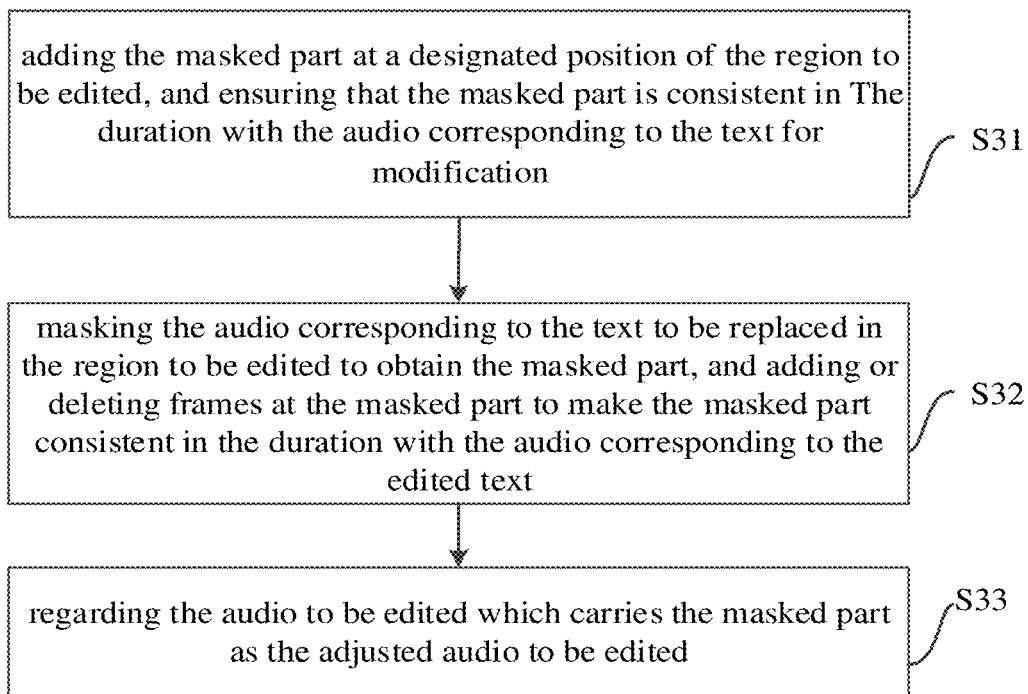 adding the masked part at a designated position of the region to
be edited, and ensuring that the masked part is consistent in The
duration with the audio corresponding to the text for
modification
S31
masking the audio corresponding to the text to be replaced in
the region to be edited to obtain the masked part, and adding or
deleting frames at the masked part to make the masked part
consistent in the duration with the audio corresponding to the
edited text
S32
regarding the audio to be edited which carries the masked part
as the adjusted audio to be edited
S33